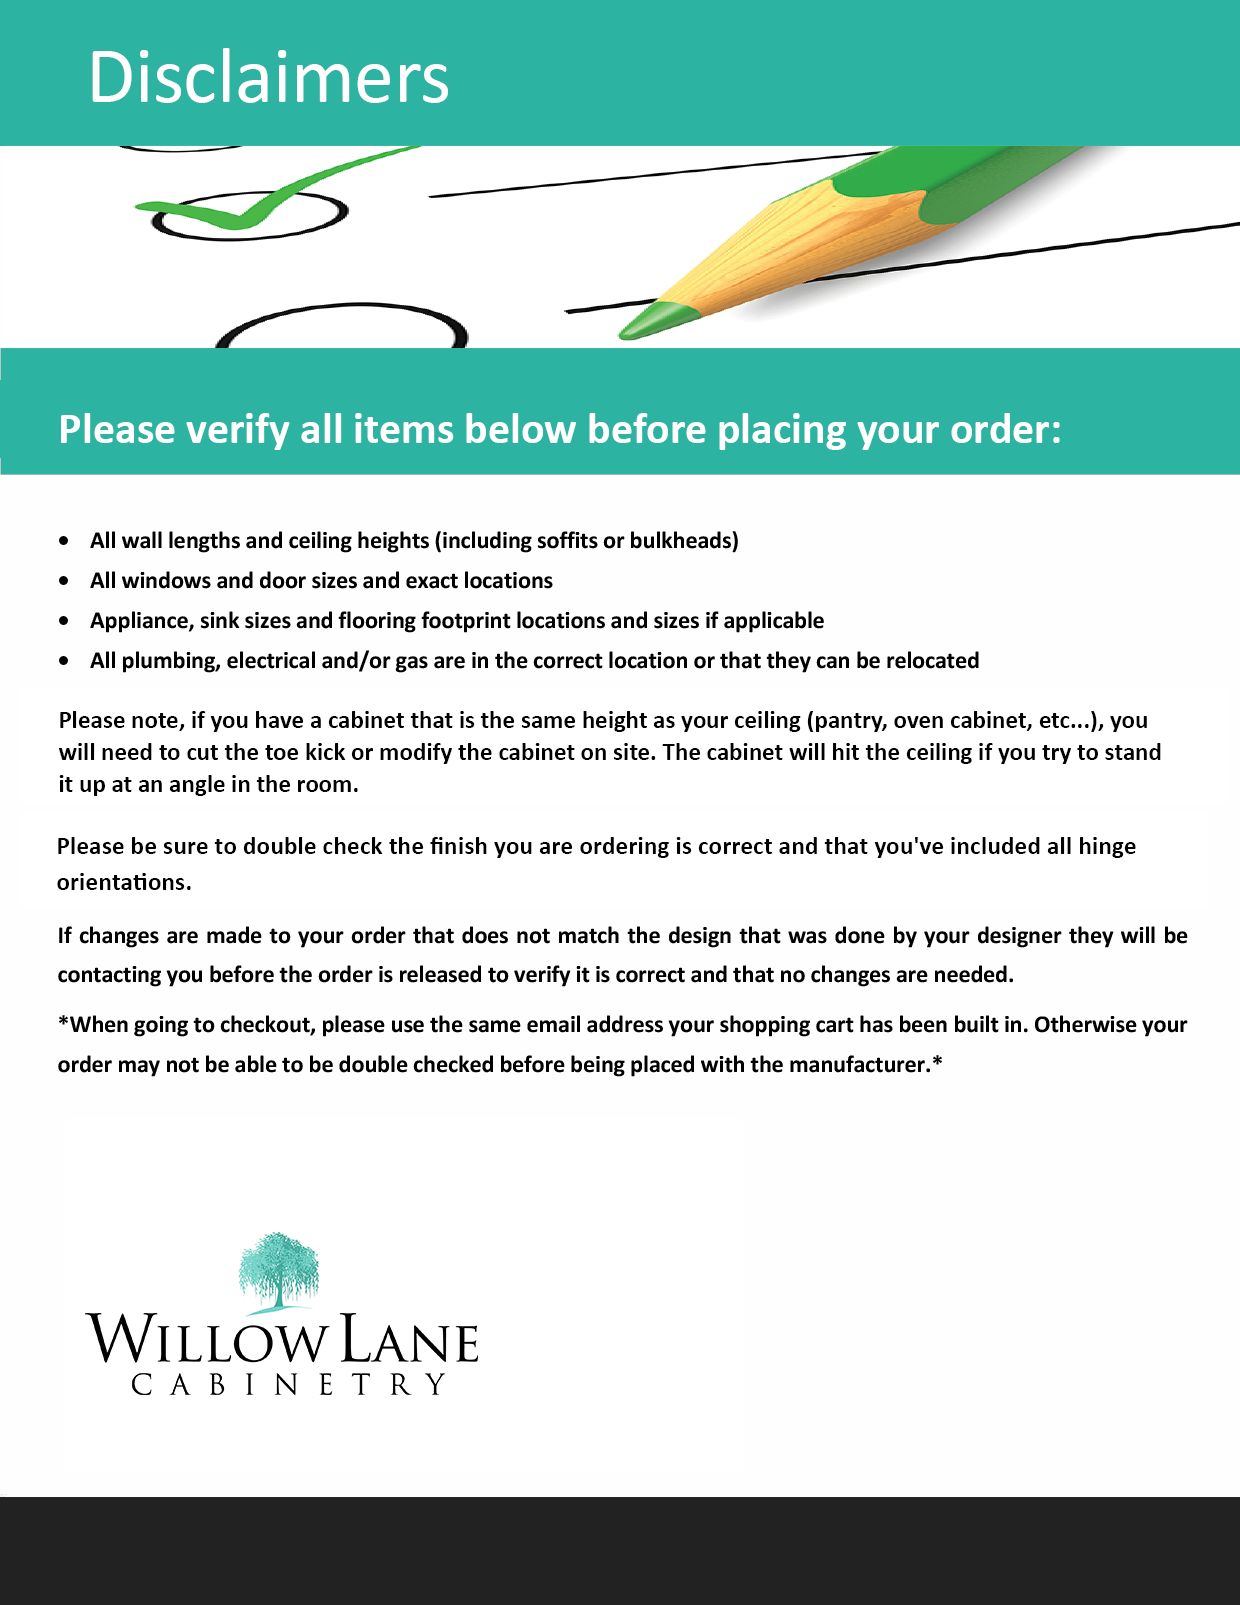 Disclaimers
Please verify all items below before placing your order:
• All wall lengths and ceiling heights (including soffits or bulkheads)
• All windows and door sizes and exact locations
• Appliance, sink sizes and flooring footprint locations and sizes if applicable
• All plumbing, electrical and/or gas are in the correct location or that they can be relocated
Please note, if you have a cabinet that is the same height as your ceiling (pantry, oven cabinet, etc...), you
will need to cut the toe kick or modify the cabinet on site. The cabinet will hit the ceiling if you try to stand
it up at an angle in the room.
Please be sure to double check the finish you are ordering is correct and that you've included all hinge
orientations.
If changes are made to your order that does not match the design that was done by your designer they will be
contacting you before the order is released to verify it is correct and that no changes are needed.
*When going to checkout, please use the same email address your shopping cart has been built in. Otherwise your
order may not be able to be double checked before being placed with the manufacturer.*
WILLOW LANE
CABINETRY